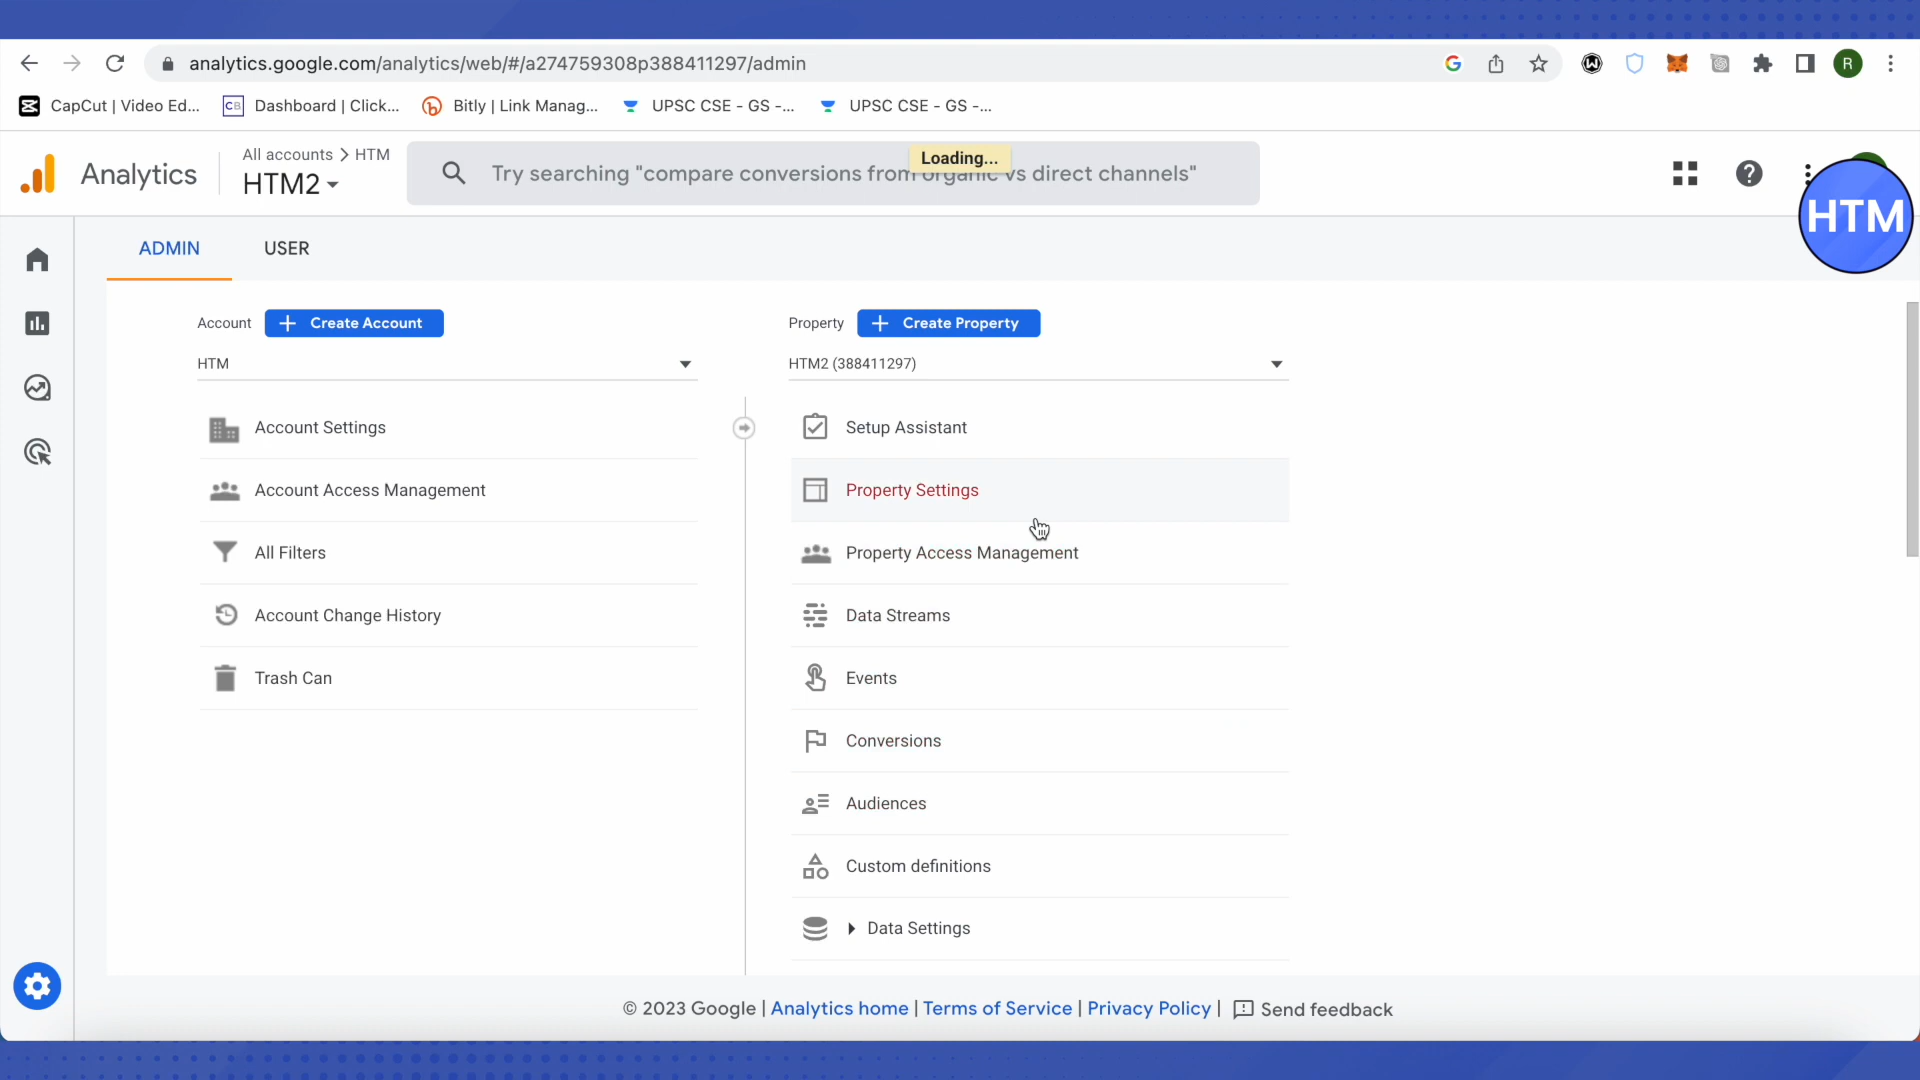 analytics.google.com/analytics/web/#/a274759308p388411297/admin
R
CapCut | Video Ed...
CB Dashboard | Click...
Bitly | Link Manag...
UPSC CSE - GS -...
UPSC CSE - GS -...
Analytics
All accounts > HTM
HTM2
Try searching "compare conversions from organic vs direct channels"
Loading...
HTM
ADMIN
USER
Account
+ Create Account
HTM
Account Settings
Account Access Management
All Filters
Account Change History
Trash Can
Property
+ Create Property
HTM2 (388411297)
Setup Assistant
Property Settings
Property Access Management
Data Streams
Events
Conversions
Audiences
Custom definitions
Data Settings
© 2023 Google | Analytics home | Terms of Service | Privacy Policy | Send feedback